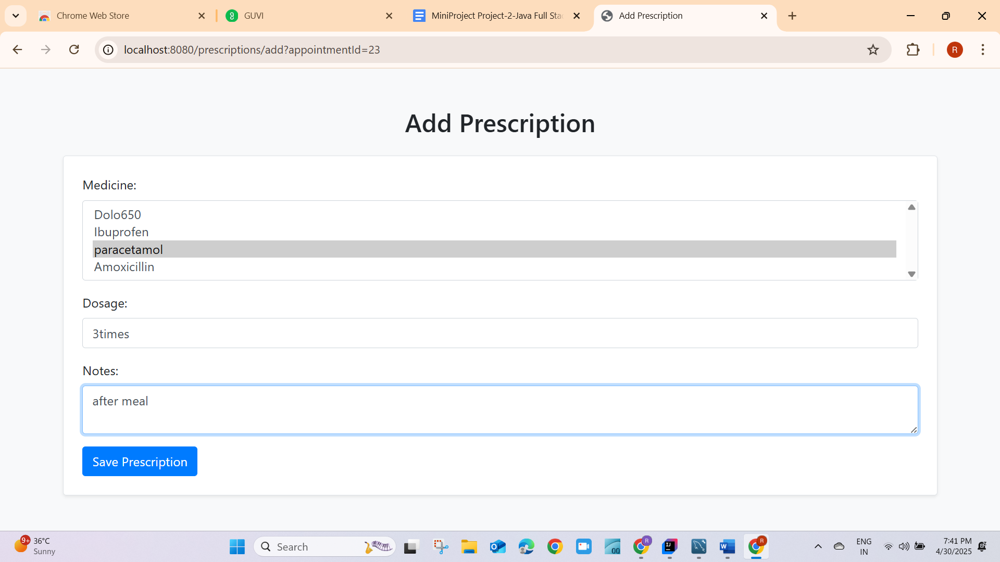 Chrome Web Store
GUVI
MiniProject Project-2-Java Full Sta
Add Prescription
localhost:8080/prescriptions/add?appointmentId=23
R
Add Prescription
Medicine:
Dolo650
Ibuprofen
paracetamol
Amoxicillin
Dosage:
3times
Notes:
after meal
Save Prescription
9+
36°C
Sunny
Search
R
R
ENG
IN
7:41 PM
4/30/2025